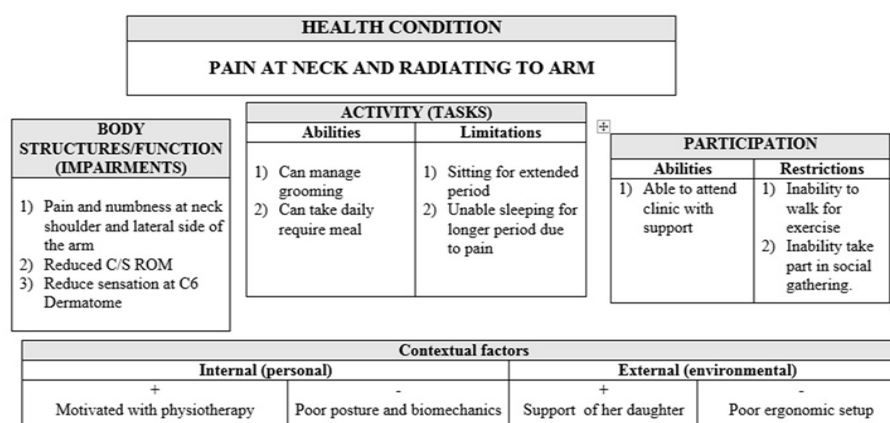 HEALTH CONDITION
PAIN AT NECK AND RADIATING TO ARM
BODY
STRUCTURES/FUNCTION
(IMPAIRMENTS)
1) Pain and numbness at neck
shoulder and lateral side of
the arm
2) Reduced C/S ROM
3) Reduce sensation at C6
Dermatome
ACTIVITY (TASKS)
Abilities
1) Can manage
grooming
2) Can take daily
require meal
Limitations
1) Sitting for extended
period
2) Unable sleeping for
longer period due
to pain
PARTICIPATION
Abilities
1) Able to attend
clinic with
support
Restrictions
1) Inability to
walk for
exercise
2) Inability take
part in social
gathering.
Contextual factors
Internal (personal)
+
Motivated with physiotherapy
-
Poor posture and biomechanics
External (environmental)
+
Support of her daughter
-
Poor ergonomic setup